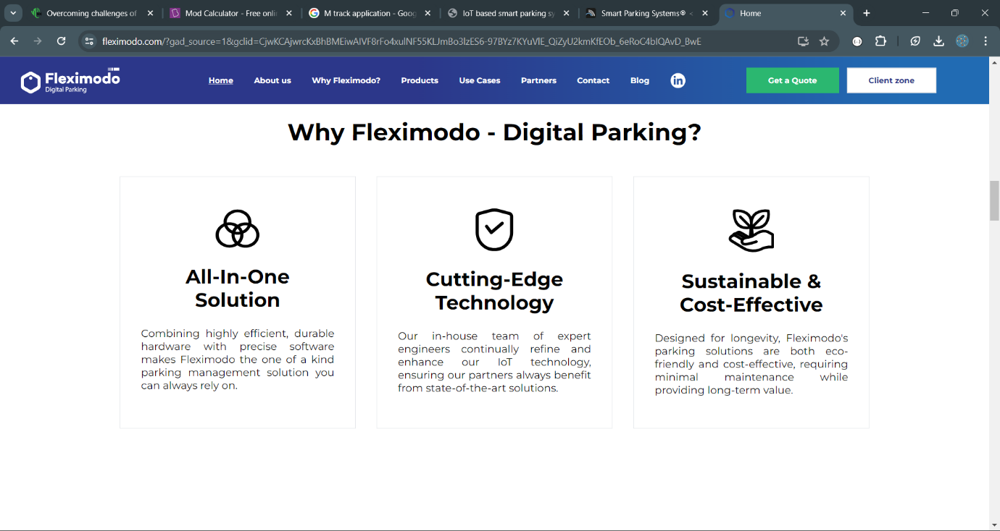 Overcoming challenges of
Mod Calculator - Free onlin
M track application - Goog
IoT based smart parking sy
Smart Parking Systems® <
Home
fleximodo.com/?gad_source=1&gclid=CjwKCAjwrcKxBhBMEiwAIVF8rFo4xulNF55KLJmBo3lzES6-97BYz7KYuVlE_QiZyU2kmKfEOb_6eRoC4bIQAvD_BwE
Fleximodo
Digital Parking
Home
About us
Why Fleximodo?
Products
Use Cases
Partners
Contact
Blog
in
Get a Quote
Client zone
Why Fleximodo - Digital Parking?
All-In-One
Solution
Combining highly efficient, durable
hardware with precise software
makes Fleximodo the one of a kind
parking management solution you
can always rely on.
Cutting-Edge
Technology
Our in-house team of expert
engineers continually refine and
enhance our IoT technology,
ensuring our partners always benefit
from state-of-the-art solutions.
Sustainable &
Cost-Effective
Designed for longevity, Fleximodo's
parking solutions are both eco-
friendly and cost-effective, requiring
minimal maintenance while
providing long-term value.